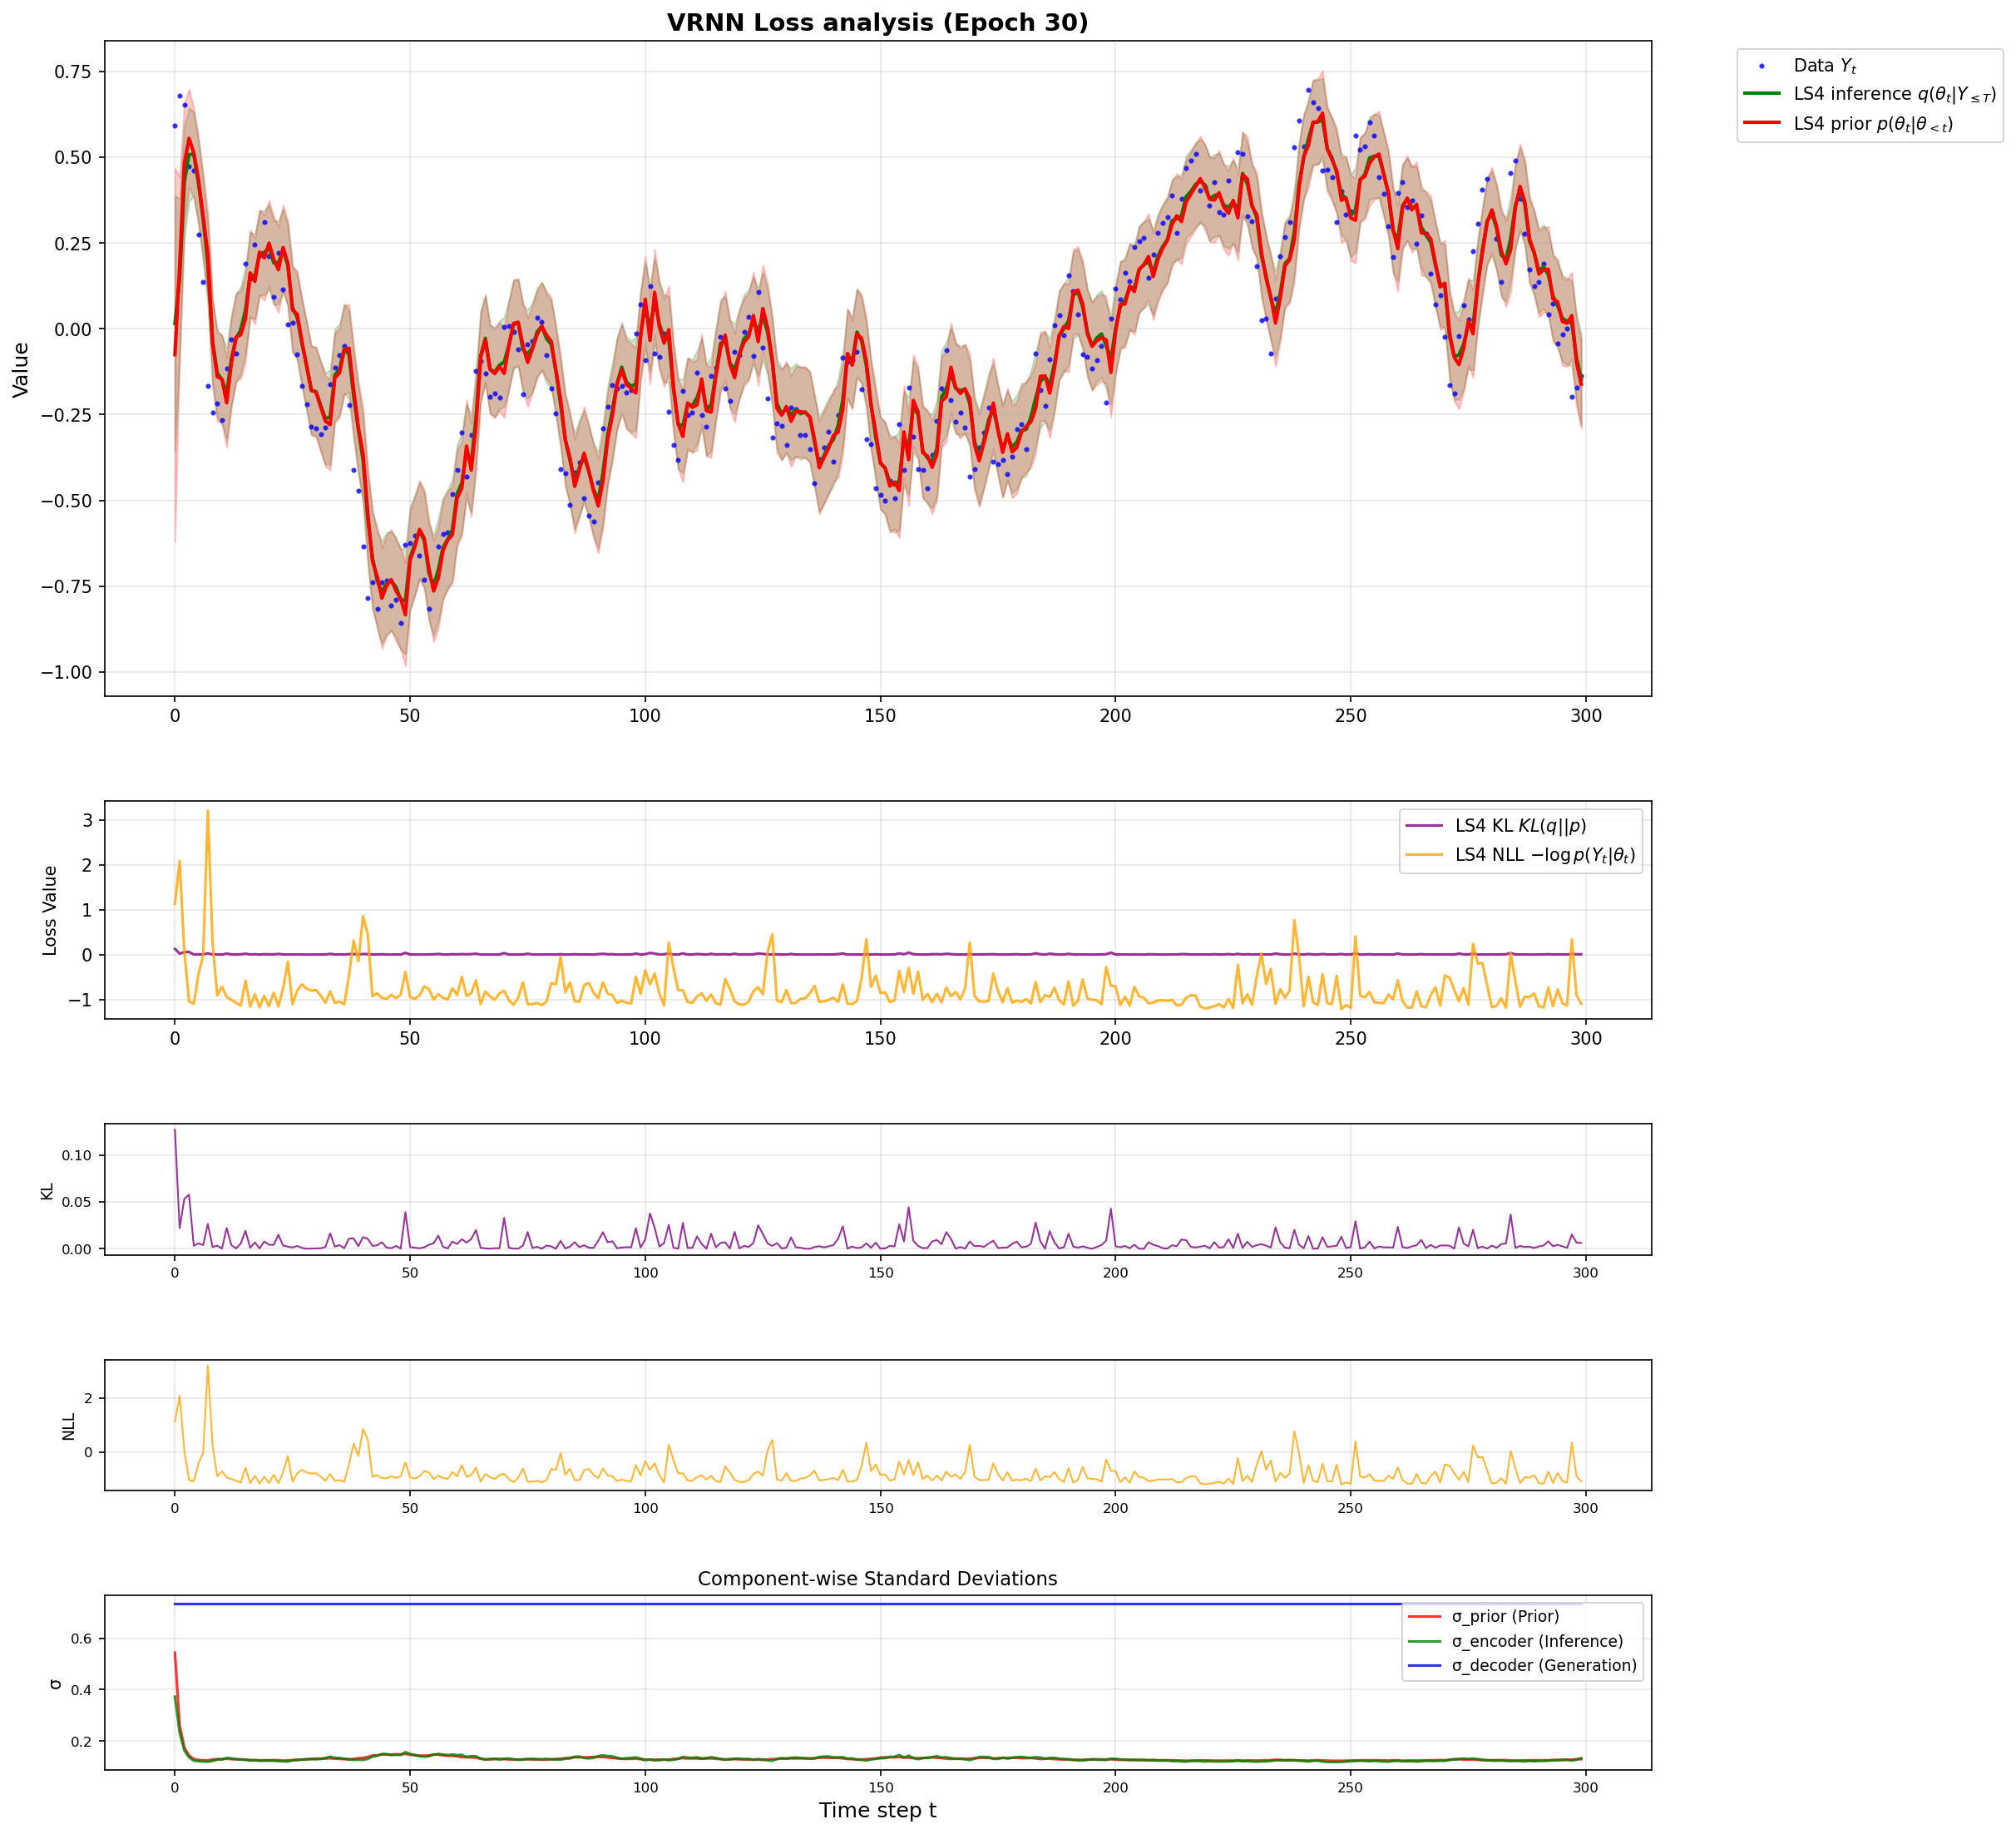 VRNN Loss analysis (Epoch 30)
Data Y_t
LS4 inference q(θ_t|Y_{≤T})
LS4 prior p(θ_t|θ_{<t})
Value
0.75
0.50
0.25
0.00
−0.25
−0.50
−0.75
−1.00
0 50 100 150 200 250 300
Loss Value
3
2
1
0
−1
LS4 KL KL(q||p)
LS4 NLL −log p(Y_t|θ_t)
0 50 100 150 200 250 300
KL
0.10
0.05
0.00
0 50 100 150 200 250 300
NLL
2
0
0 50 100 150 200 250 300
Component-wise Standard Deviations
σ
0.6
0.4
0.2
σ_prior (Prior)
σ_encoder (Inference)
σ_decoder (Generation)
0 50 100 150 200 250 300
Time step t